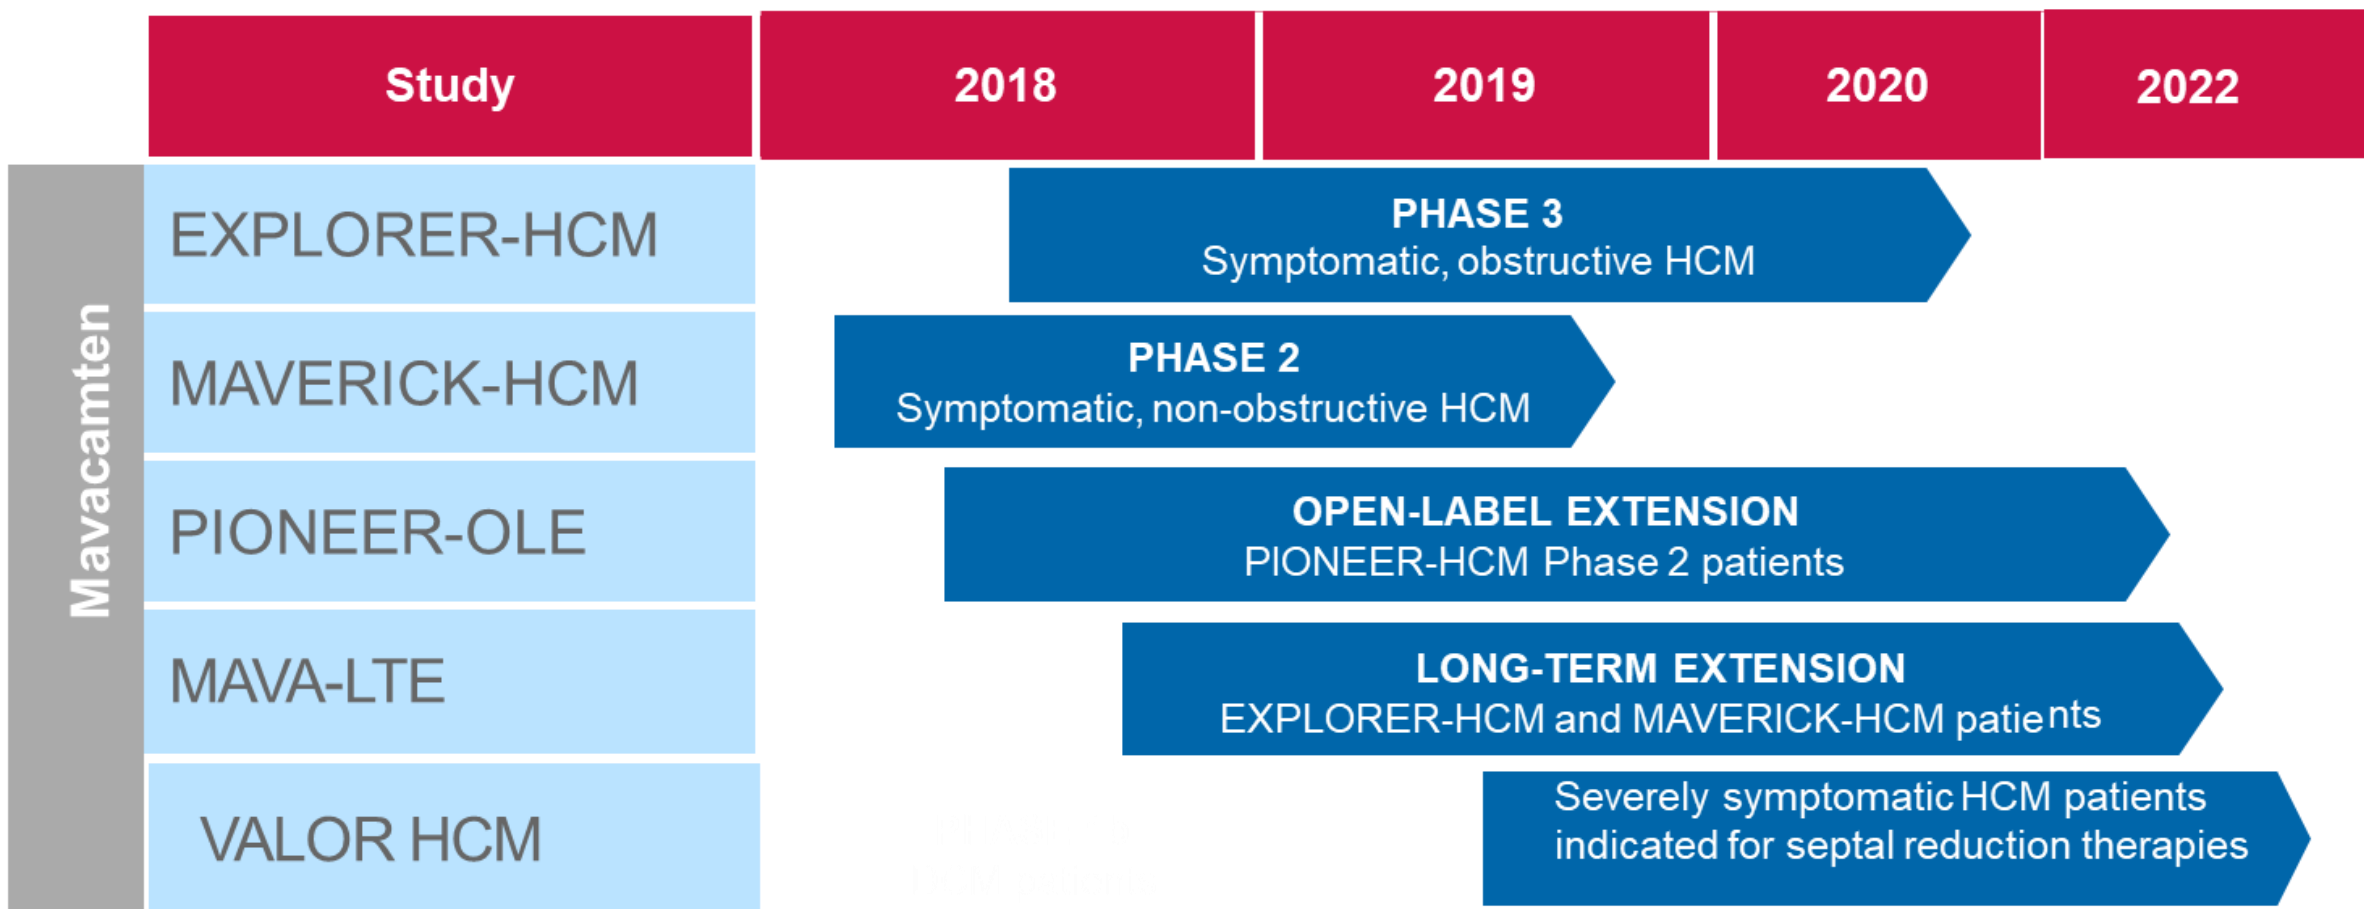 Study 2018 2019 2020 2022
Mavacamten
EXPLORER-HCM
PHASE 3
Symptomatic, obstructive HCM
MAVERICK-HCM
PHASE 2
Symptomatic, non-obstructive HCM
PIONEER-OLE
OPEN-LABEL EXTENSION
PIONEER-HCM Phase 2 patients
MAVA-LTE
LONG-TERM EXTENSION
EXPLORER-HCM and MAVERICK-HCM patients
VALOR HCM
Severely symptomatic HCM patients
indicated for septal reduction therapies